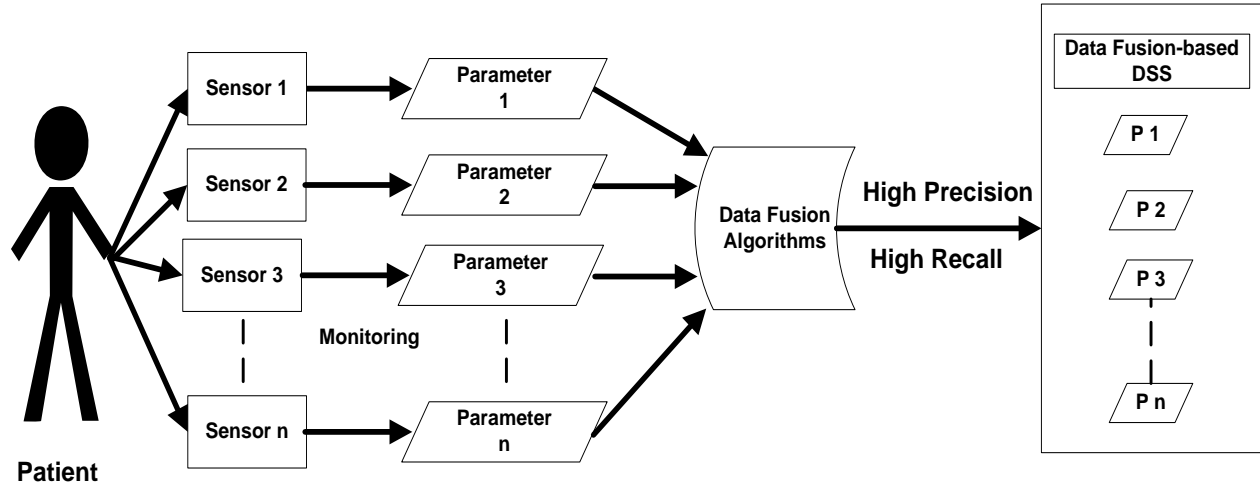 Patient
Sensor 1
Sensor 2
Sensor 3
Sensor n
Monitoring
Parameter
1
Parameter
2
Parameter
3
Parameter
n
Data Fusion
Algorithms
High Precision
High Recall
Data Fusion-based
DSS
P 1
P 2
P 3
P n